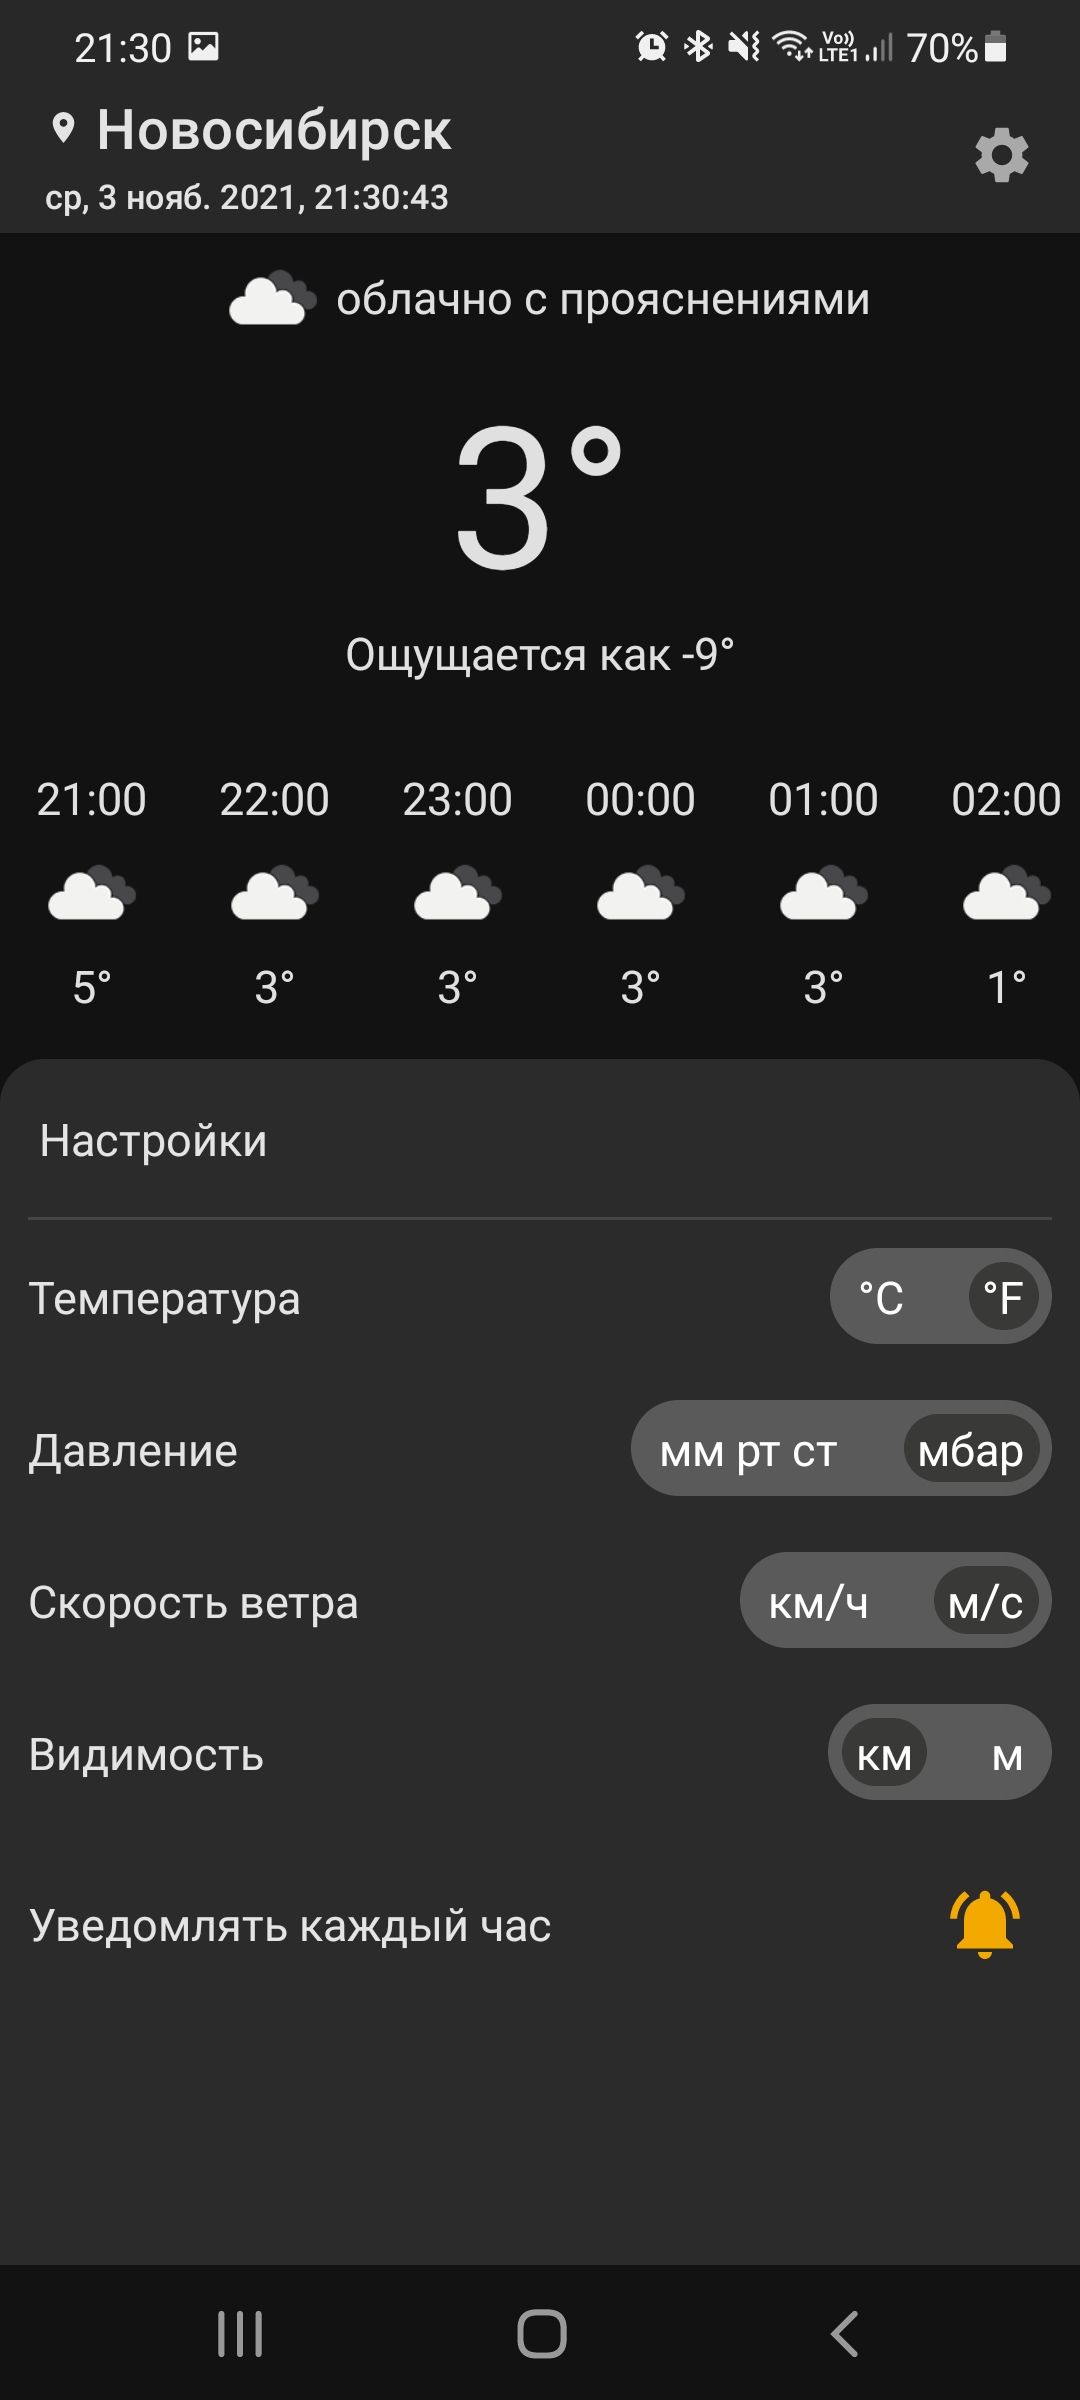 21:30 Vo)) LTE1 70%
Новосибирск
ср, 3 нояб. 2021, 21:30:43
облачно с прояснениями
3°
Ощущается как -9°
21:00 22:00 23:00 00:00 01:00 02:00
5° 3° 3° 3° 3° 1°
Настройки
Температура °C °F
Давление мм рт ст мбар
Скорость ветра км/ч м/с
Видимость км м
Уведомлять каждый час